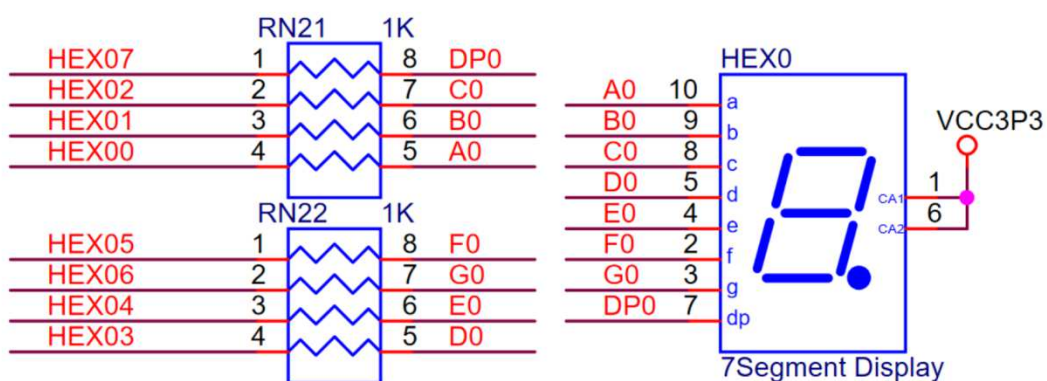 RN21 1K
HEX07 1 8 DP0
HEX02 2 7 C0
HEX01 3 6 B0
HEX00 4 5 A0
RN22 1K
HEX05 1 8 F0
HEX06 2 7 G0
HEX04 3 6 E0
HEX03 4 5 D0
HEX0
A0 10 a
B0 9 b
C0 8 c
D0 5 d
E0 4 e
F0 2 f
G0 3 g
DP0 7 dp
VCC3P3
CA1 1
CA2 6
7Segment Display